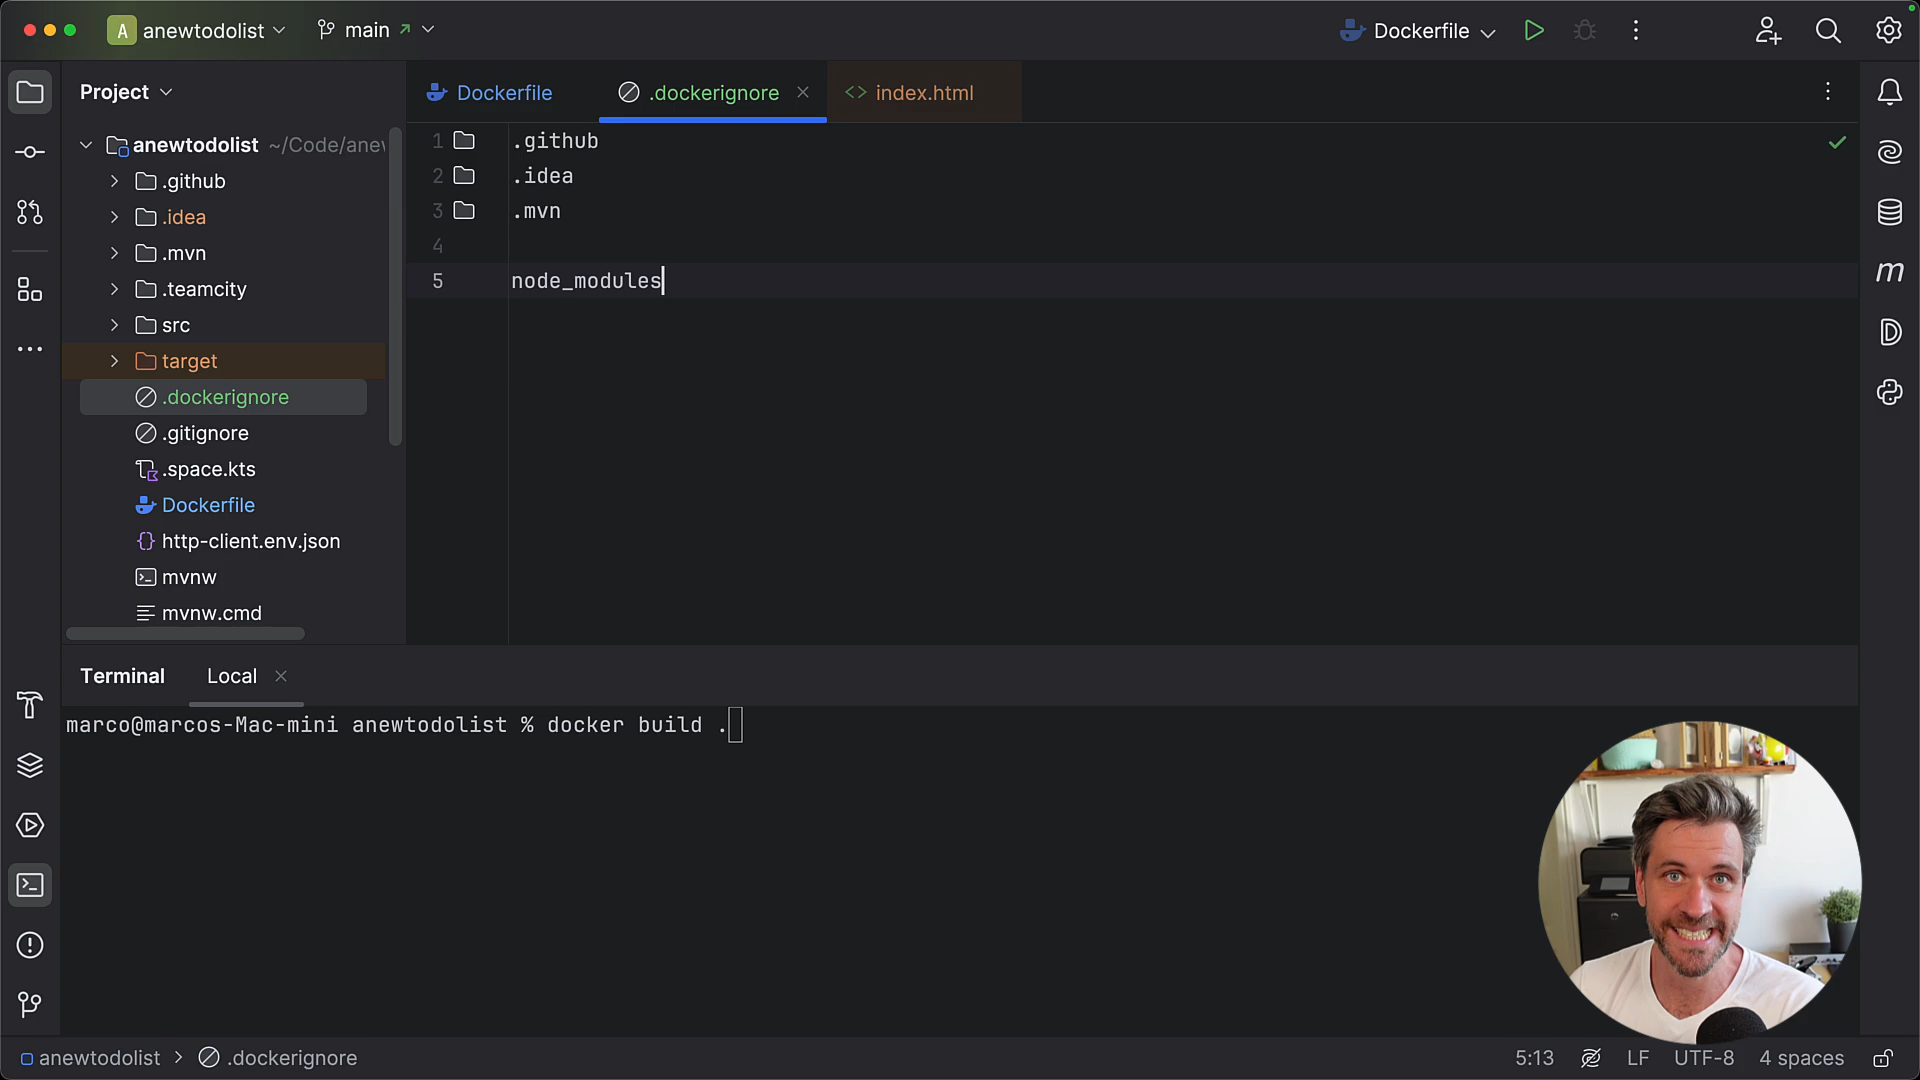 A anewtodolist
main
Dockerfile
Project
Dockerfile
.dockerignore
index.html
anewtodolist ~/Code/anew
.github
.idea
.mvn
.teamcity
src
target
.dockerignore
.gitignore
.space.kts
Dockerfile
http-client.env.json
mvnw
mvnw.cmd
1 .github
2 .idea
3 .mvn
4
5 node_modules
m
D
Terminal
Local
marco@marcos-Mac-mini anewtodolist % docker build .
anewtodolist > .dockerignore
5:13
LF
UTF-8
4 spaces